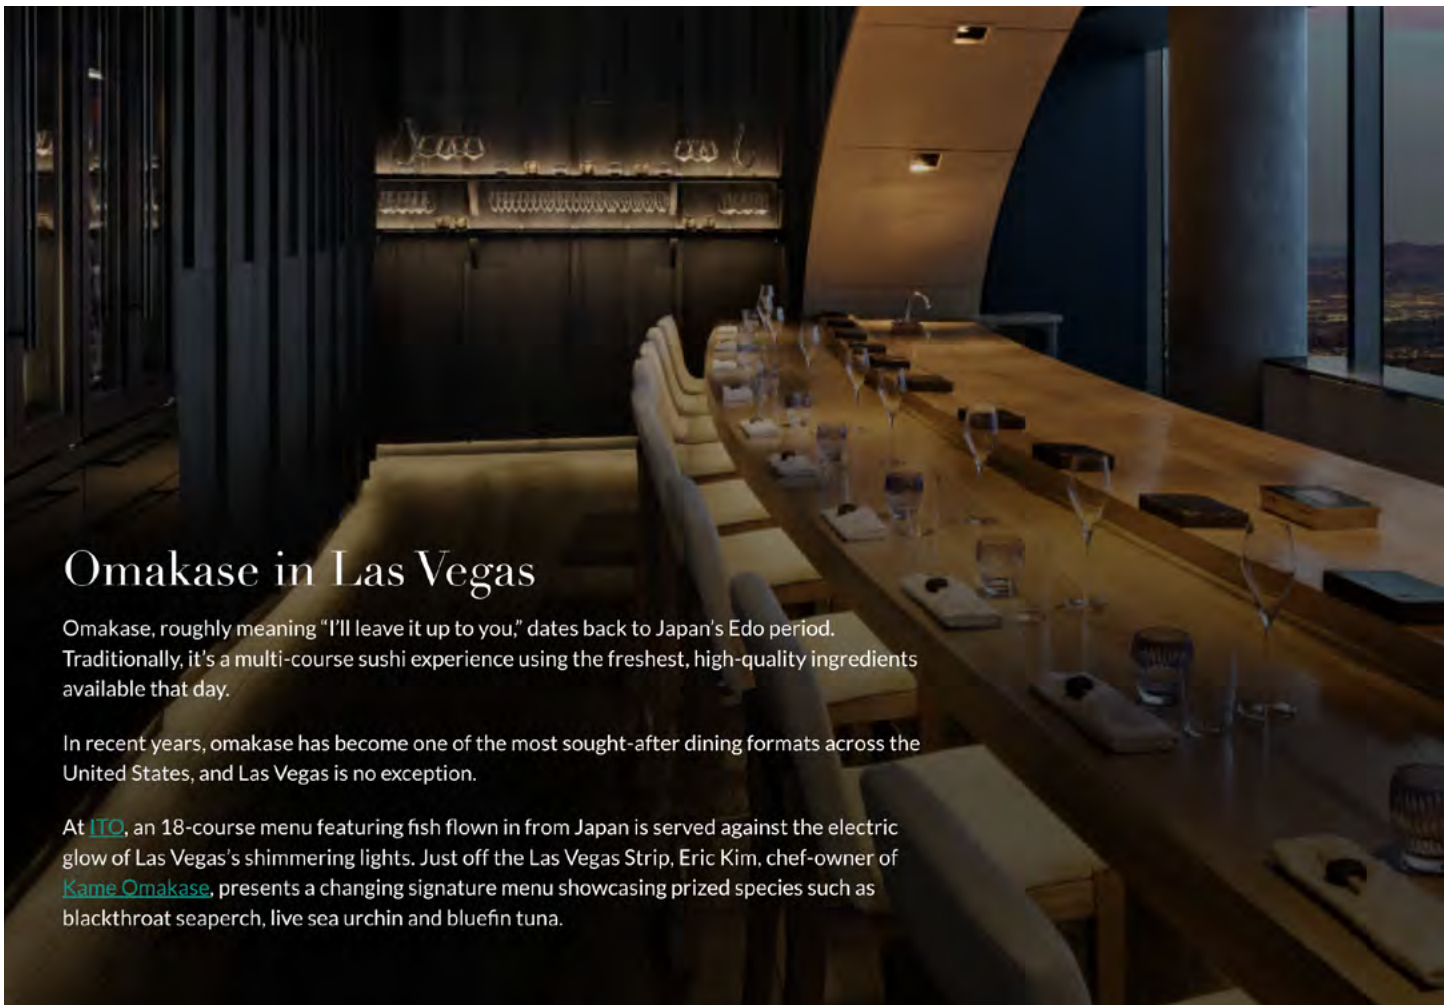 Omakase in Las Vegas
Omakase, roughly meaning “I’ll leave it up to you,” dates back to Japan’s Edo period.
Traditionally, it’s a multi-course sushi experience using the freshest, high-quality ingredients
available that day.
In recent years, omakase has become one of the most sought-after dining formats across the
United States, and Las Vegas is no exception.
At ITO, an 18-course menu featuring fish flown in from Japan is served against the electric
glow of Las Vegas’s shimmering lights. Just off the Las Vegas Strip, Eric Kim, chef-owner of
Kame Omakase, presents a changing signature menu showcasing prized species such as
blackthroat seaperch, live sea urchin and bluefin tuna.